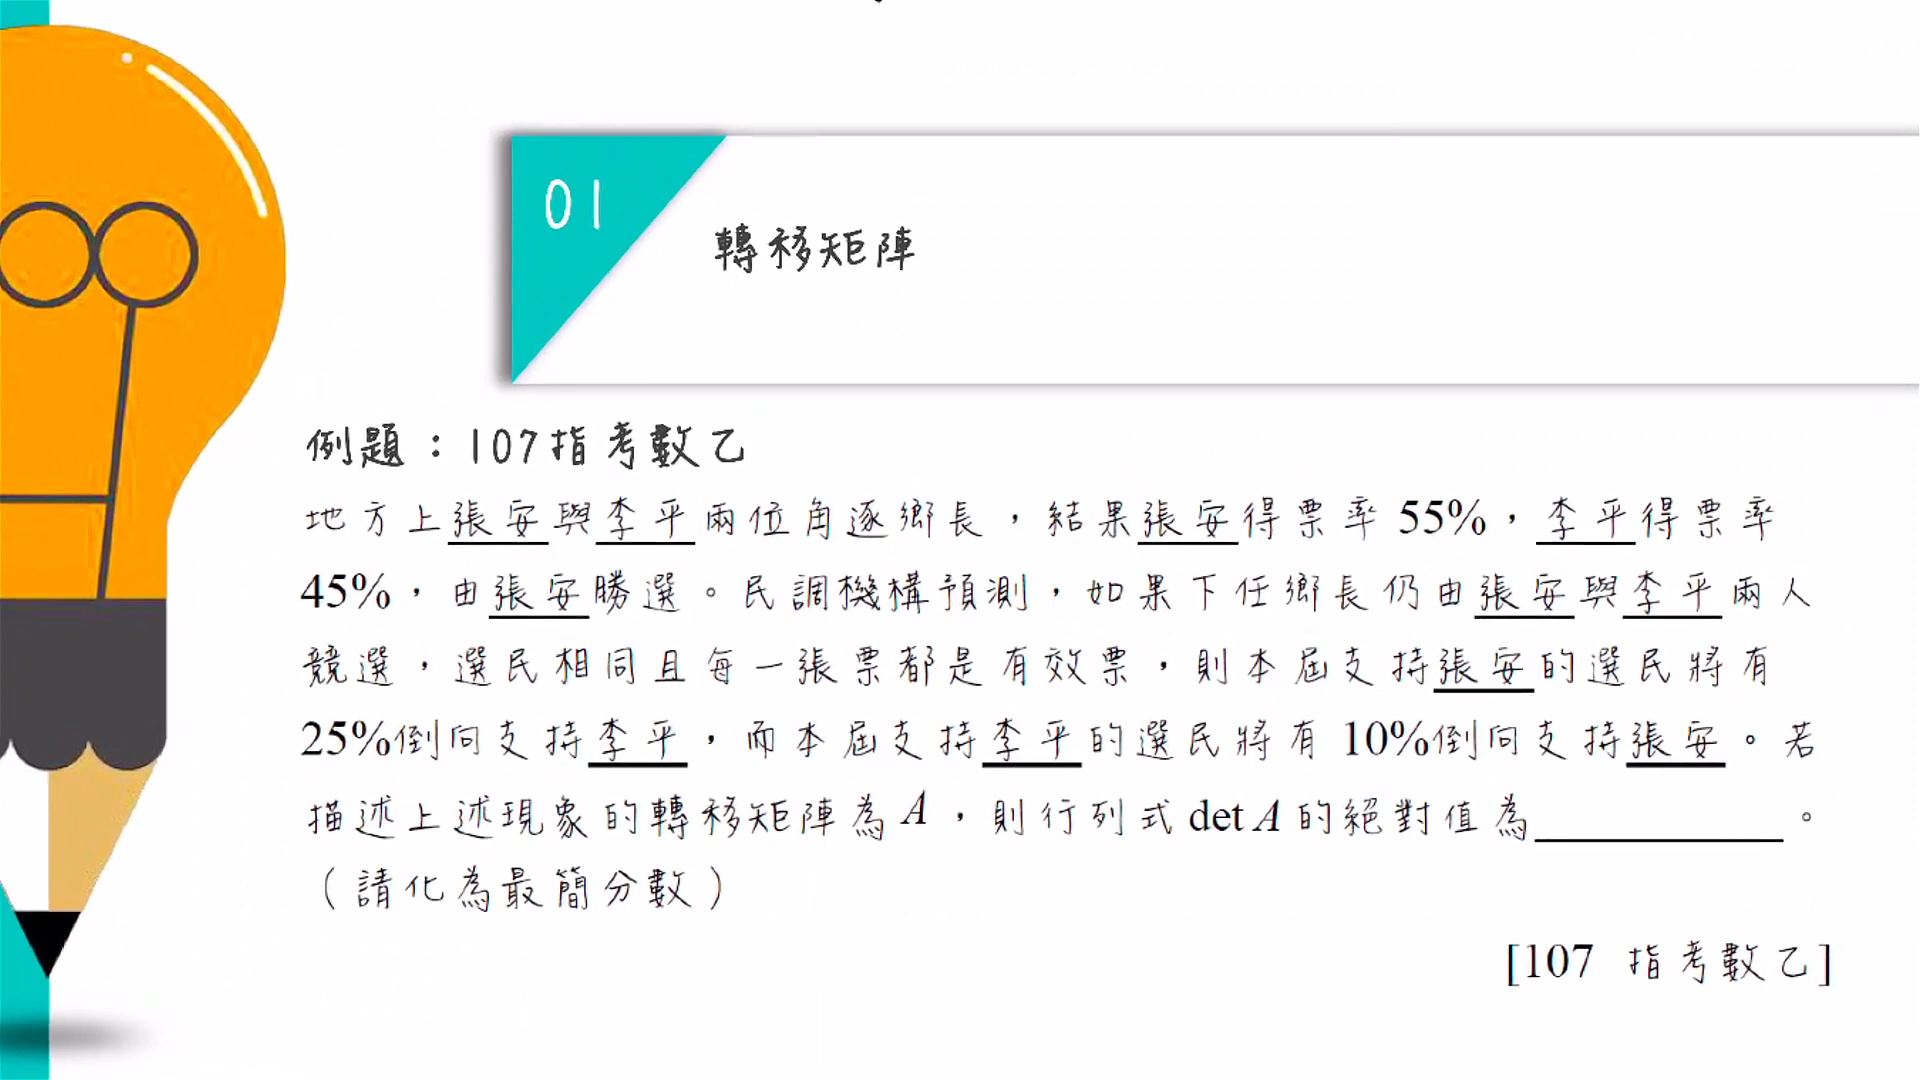 01
轉移矩陣
例題：107指考數乙
地方上張安與李平兩位角逐鄉長，結果張安得票率 55%，李平得票率
45%，由張安勝選。民調機構預測，如果下任鄉長仍由張安與李平兩人
競選，選民相同且每一張票都是有效票，則本屆支持張安的選民將有
25%倒向支持李平，而本屆支持李平的選民將有 10%倒向支持張安。若
描述上述現象的轉移矩陣為 A ，則行列式 det A 的絕對值為__________。
（請化為最簡分數）
[107 指考數乙]